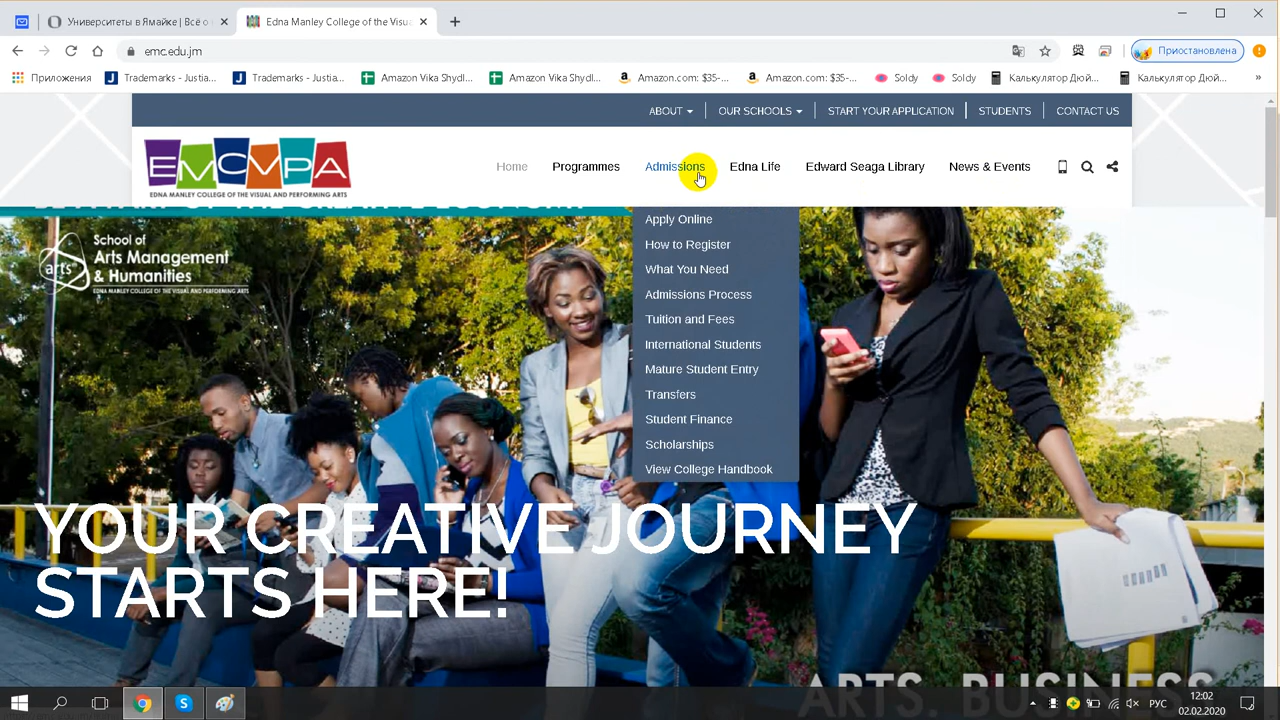 Университеты в Ямайке | Всё о
Edna Manley College of the Visu
emc.edu.jm
Приостановлена
Приложения
Trademarks - Justia...
Trademarks - Justia...
Amazon Vika Shydl...
Amazon Vika Shydl...
Amazon.com: $35-...
Amazon.com: $35-...
Soldy
Soldy
Калькулятор Дюй...
Калькулятор Дюй...
ABOUT
OUR SCHOOLS
START YOUR APPLICATION
STUDENTS
CONTACT US
EMCVPA
EDNA MANLEY COLLEGE OF THE VISUAL AND PERFORMING ARTS
Home
Programmes
Admissions
Edna Life
Edward Seaga Library
News & Events
Apply Online
How to Register
What You Need
Admissions Process
Tuition and Fees
International Students
Mature Student Entry
Transfers
Student Finance
Scholarships
View College Handbook
arts
School of
Arts Management
& Humanities
EDNA MANLEY COLLEGE OF THE VISUAL AND PERFORMING ARTS
YOUR CREATIVE JOURNEY
STARTS HERE!
ARTS. BUSINESS
РУС
12:02
02.02.2020